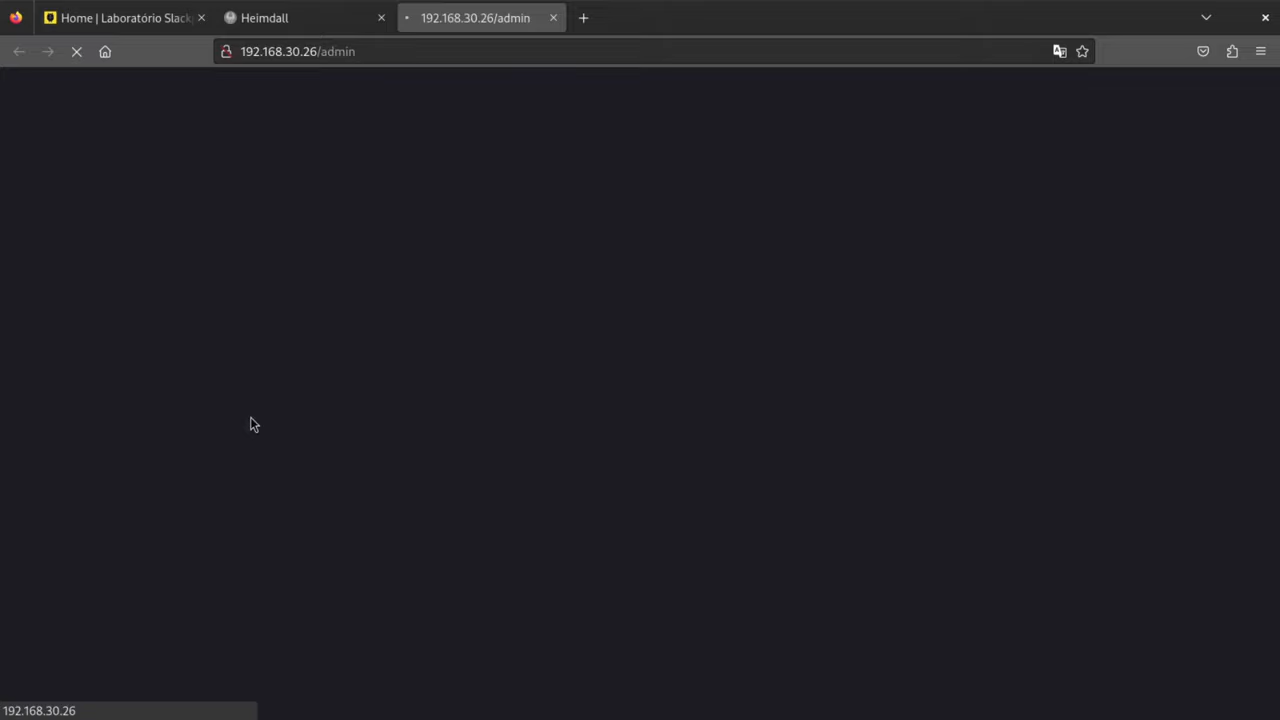 Home | Laboratório Slack
Heimdall
192.168.30.26/admin
192.168.30.26/admin
192.168.30.26